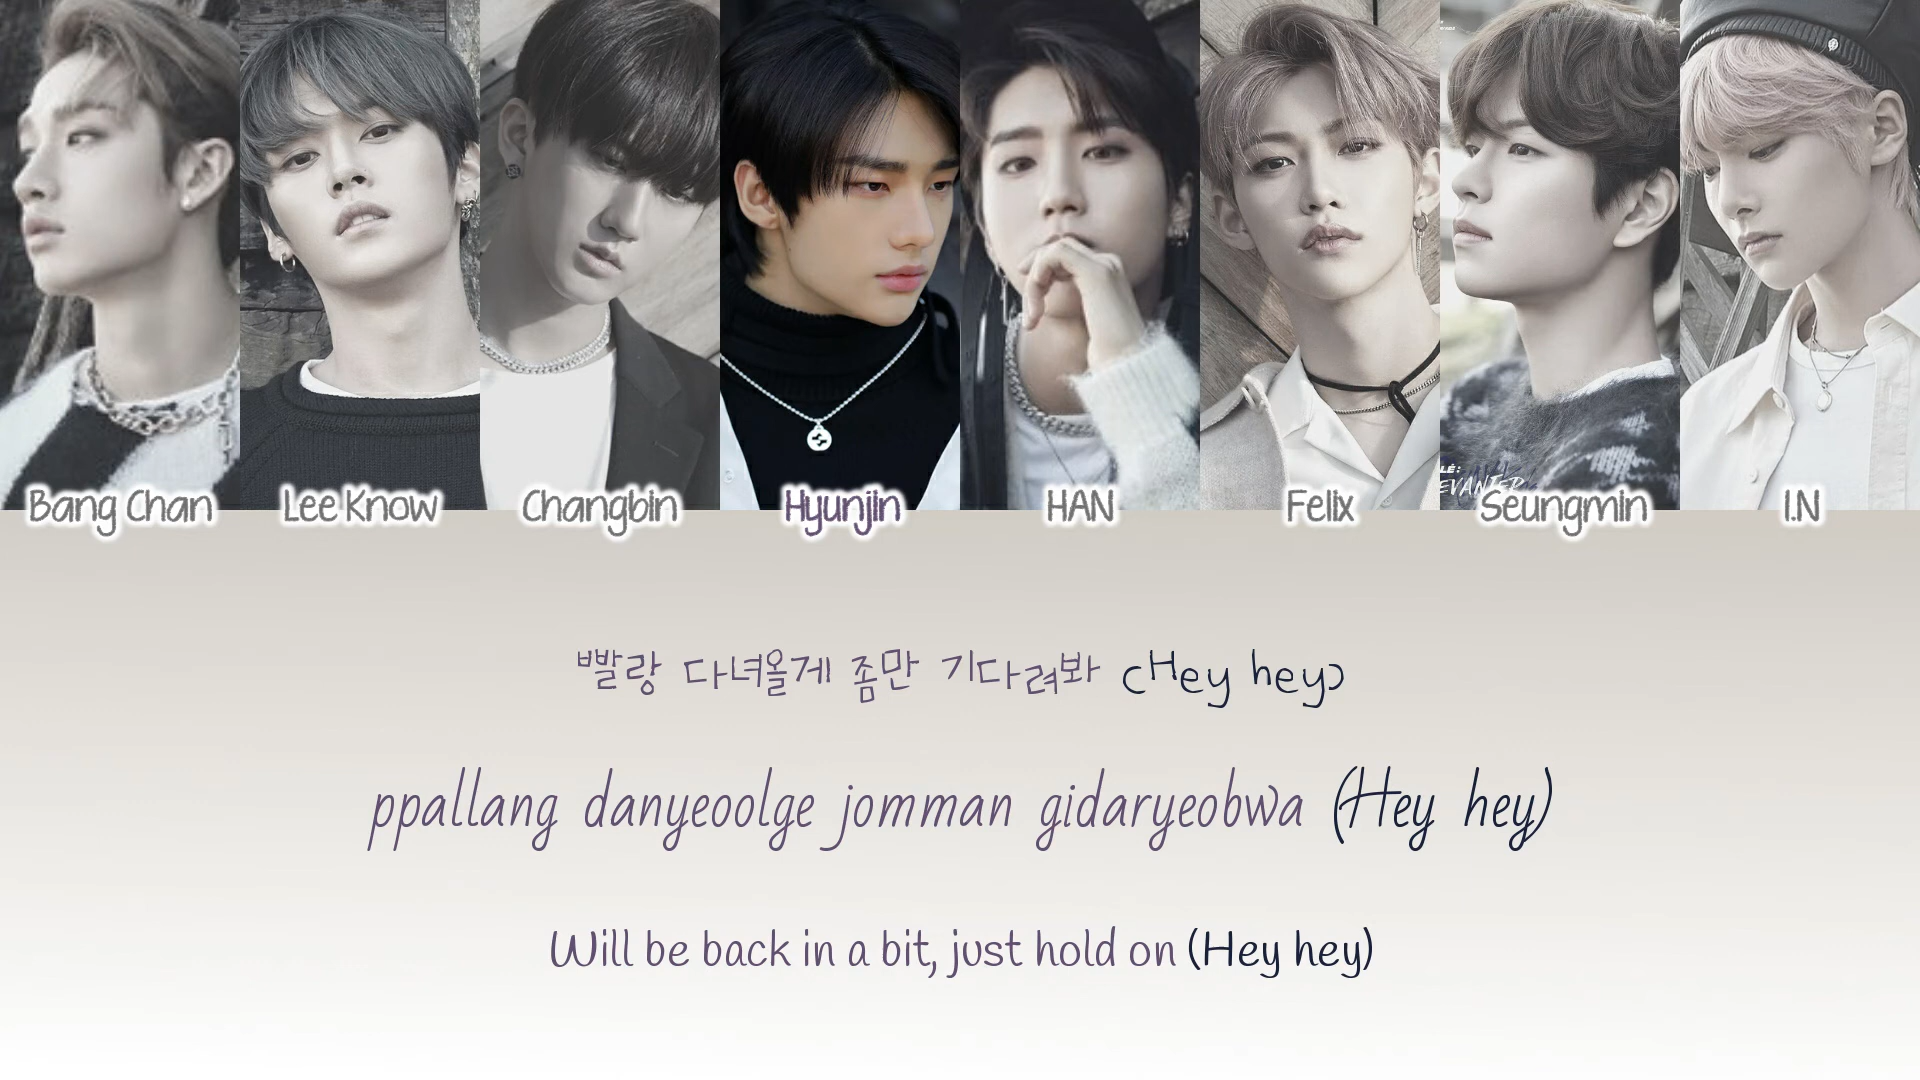 LÉ:
EVANTER
Bang Chan Lee Know Changbin Hyunjin HAN Felix Seungmin I.N
빨랑 다녀올게 좀만 기다려봐 (Hey hey)
ppallang danyeoolge jomman gidaryeobwa (Hey hey)
Will be back in a bit, just hold on (Hey hey)